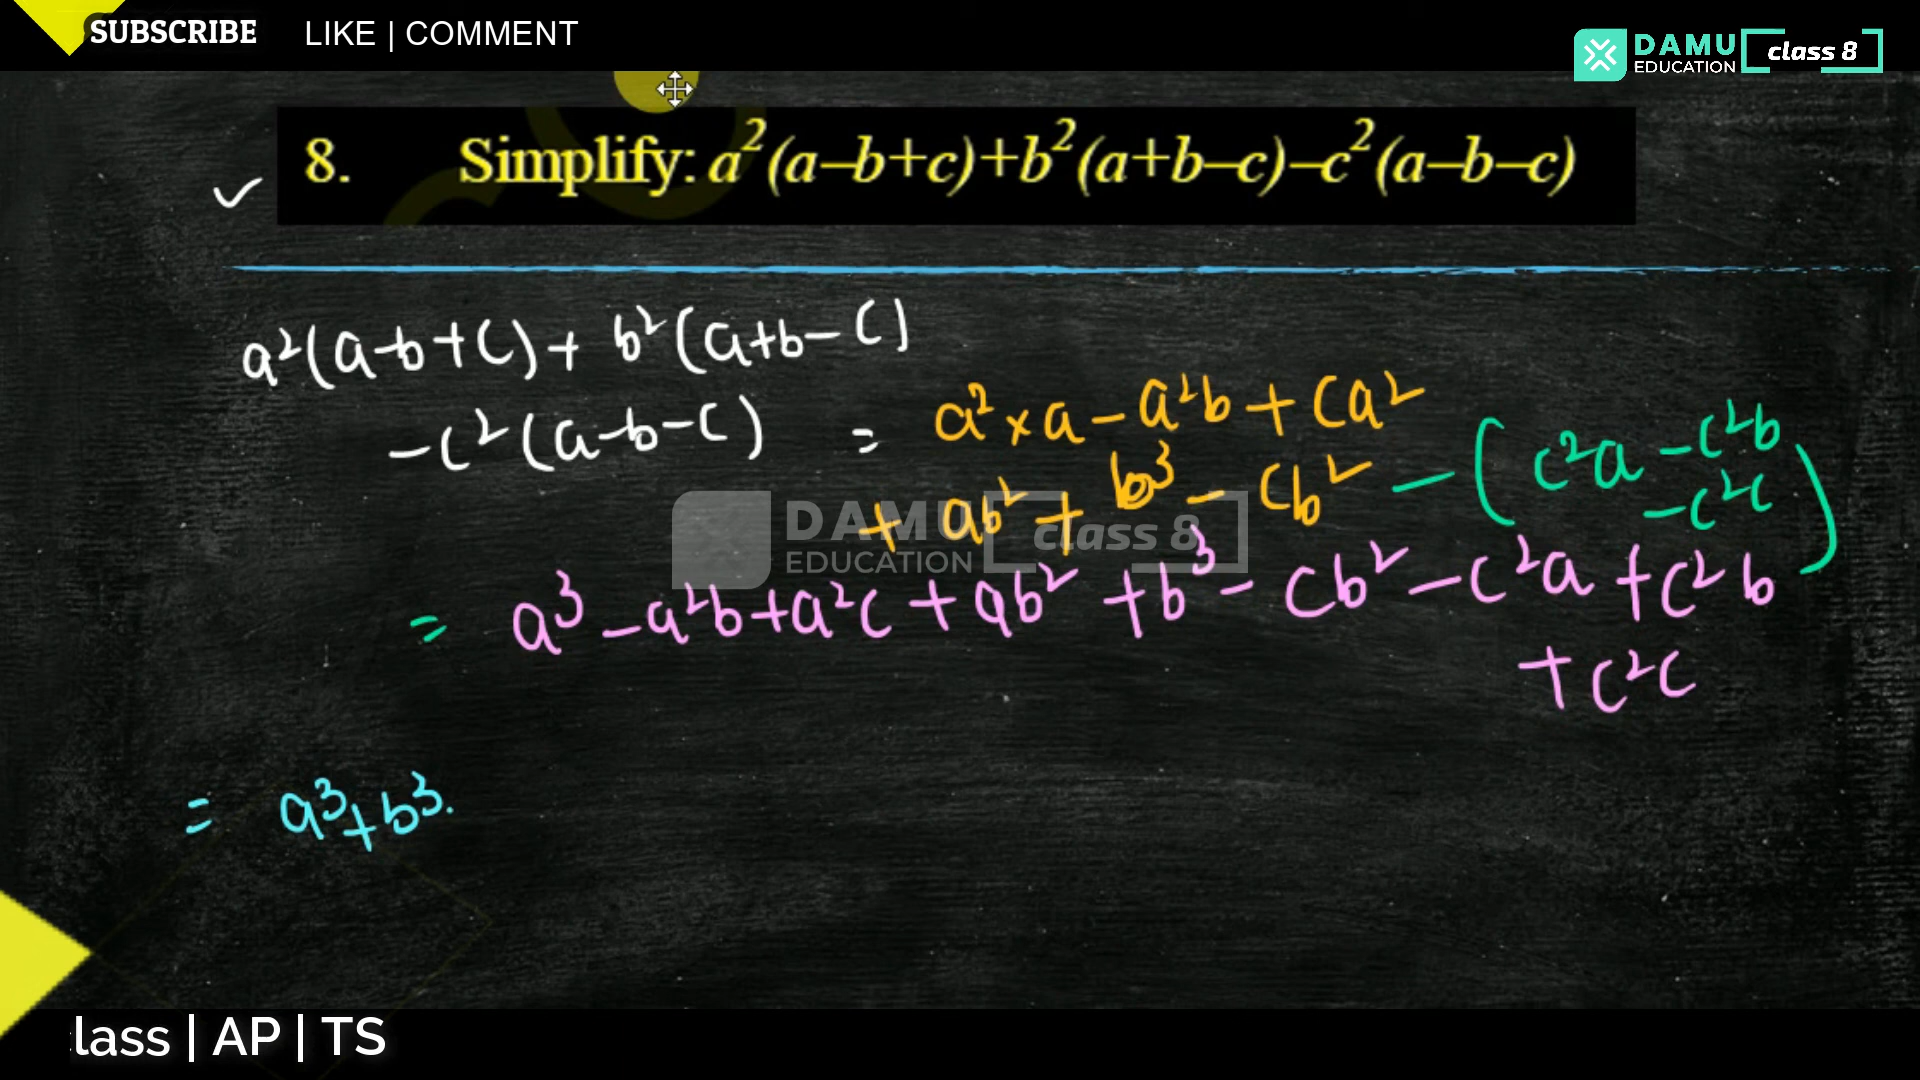 SUBSCRIBE LIKE | COMMENT
DAMU EDUCATION class 8
8. Simplify: a²(a–b+c)+b²(a+b–c)–c²(a–b–c)
a²(a-b+c)+ b²(a+b-c)
-c²(a-b-c) = a²×a - a²b + ca²
+ ab² + b³ - cb² - (c²a - c²b
- c²c)
DAMU EDUCATION class 8
= a³ - a²b + a²c + ab² + b³ - cb² - c²a + c²b
+ c²c
= a³+b³.
lass | AP | TS